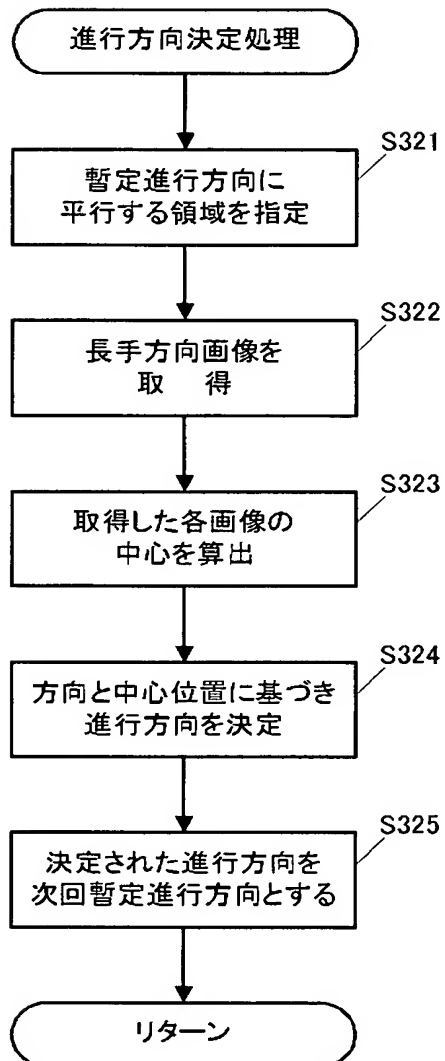 進行方向決定処理
S321
暫定進行方向に
平行する領域を指定
S322
長手方向画像を
取 得
S323
取得した各画像の
中心を算出
S324
方向と中心位置に基づき
進行方向を決定
S325
決定された進行方向を
次回暫定進行方向とする
リターン